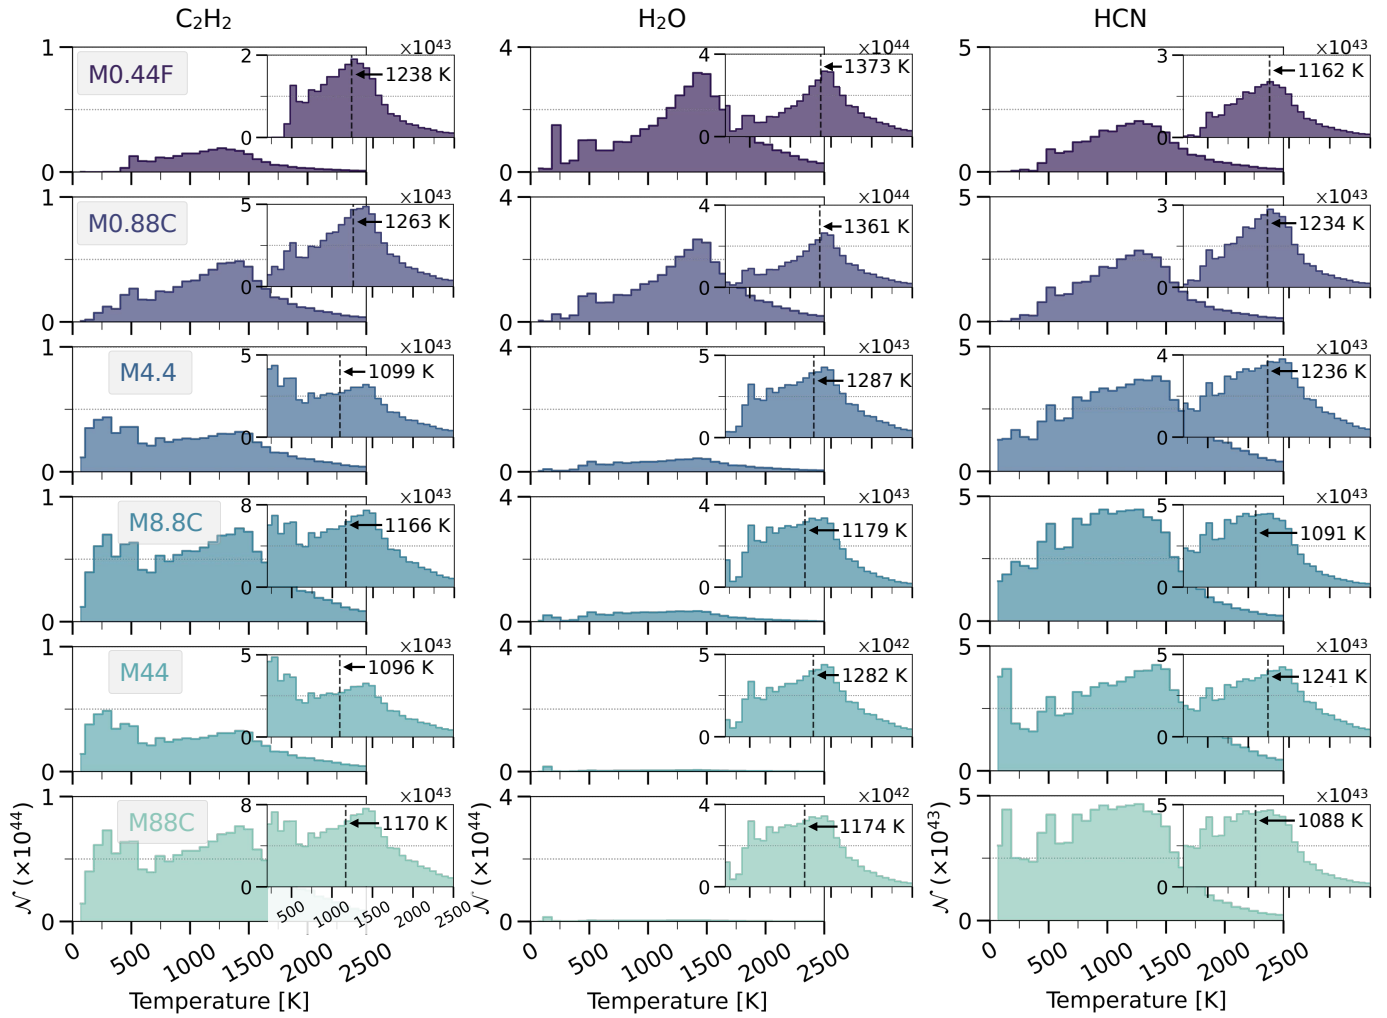 C₂H₂ H₂O HCN
1 0 M0.44F ×10⁴³ 2 0 1238 K
4 0 ×10⁴⁴ 4 0 1373 K
5 0 ×10⁴³ 3 0 1162 K
1 0 M0.88C ×10⁴³ 5 0 1263 K
4 0 ×10⁴⁴ 4 0 1361 K
5 0 ×10⁴³ 3 0 1234 K
1 0 M4.4 ×10⁴³ 5 0 1099 K
4 0 ×10⁴³ 5 0 1287 K
5 0 ×10⁴³ 4 0 1236 K
1 0 M8.8C ×10⁴³ 8 0 1166 K
4 0 ×10⁴³ 4 0 1179 K
5 0 ×10⁴³ 5 0 1091 K
1 0 M44 ×10⁴³ 5 0 1096 K
4 0 ×10⁴² 5 0 1282 K
5 0 ×10⁴³ 5 0 1241 K
1 0 M88C ×10⁴³ 8 0 1170 K
500 1000 1500 2000 2500
4 0 ×10⁴² 4 0 1174 K
5 0 ×10⁴³ 5 0 1088 K
𝒩 (×10⁴⁴) 𝒩 (×10⁴⁴) 𝒩 (×10⁴³)
0 500 1000 1500 2000 2500
0 500 1000 1500 2000 2500
0 500 1000 1500 2000 2500
Temperature [K] Temperature [K] Temperature [K]